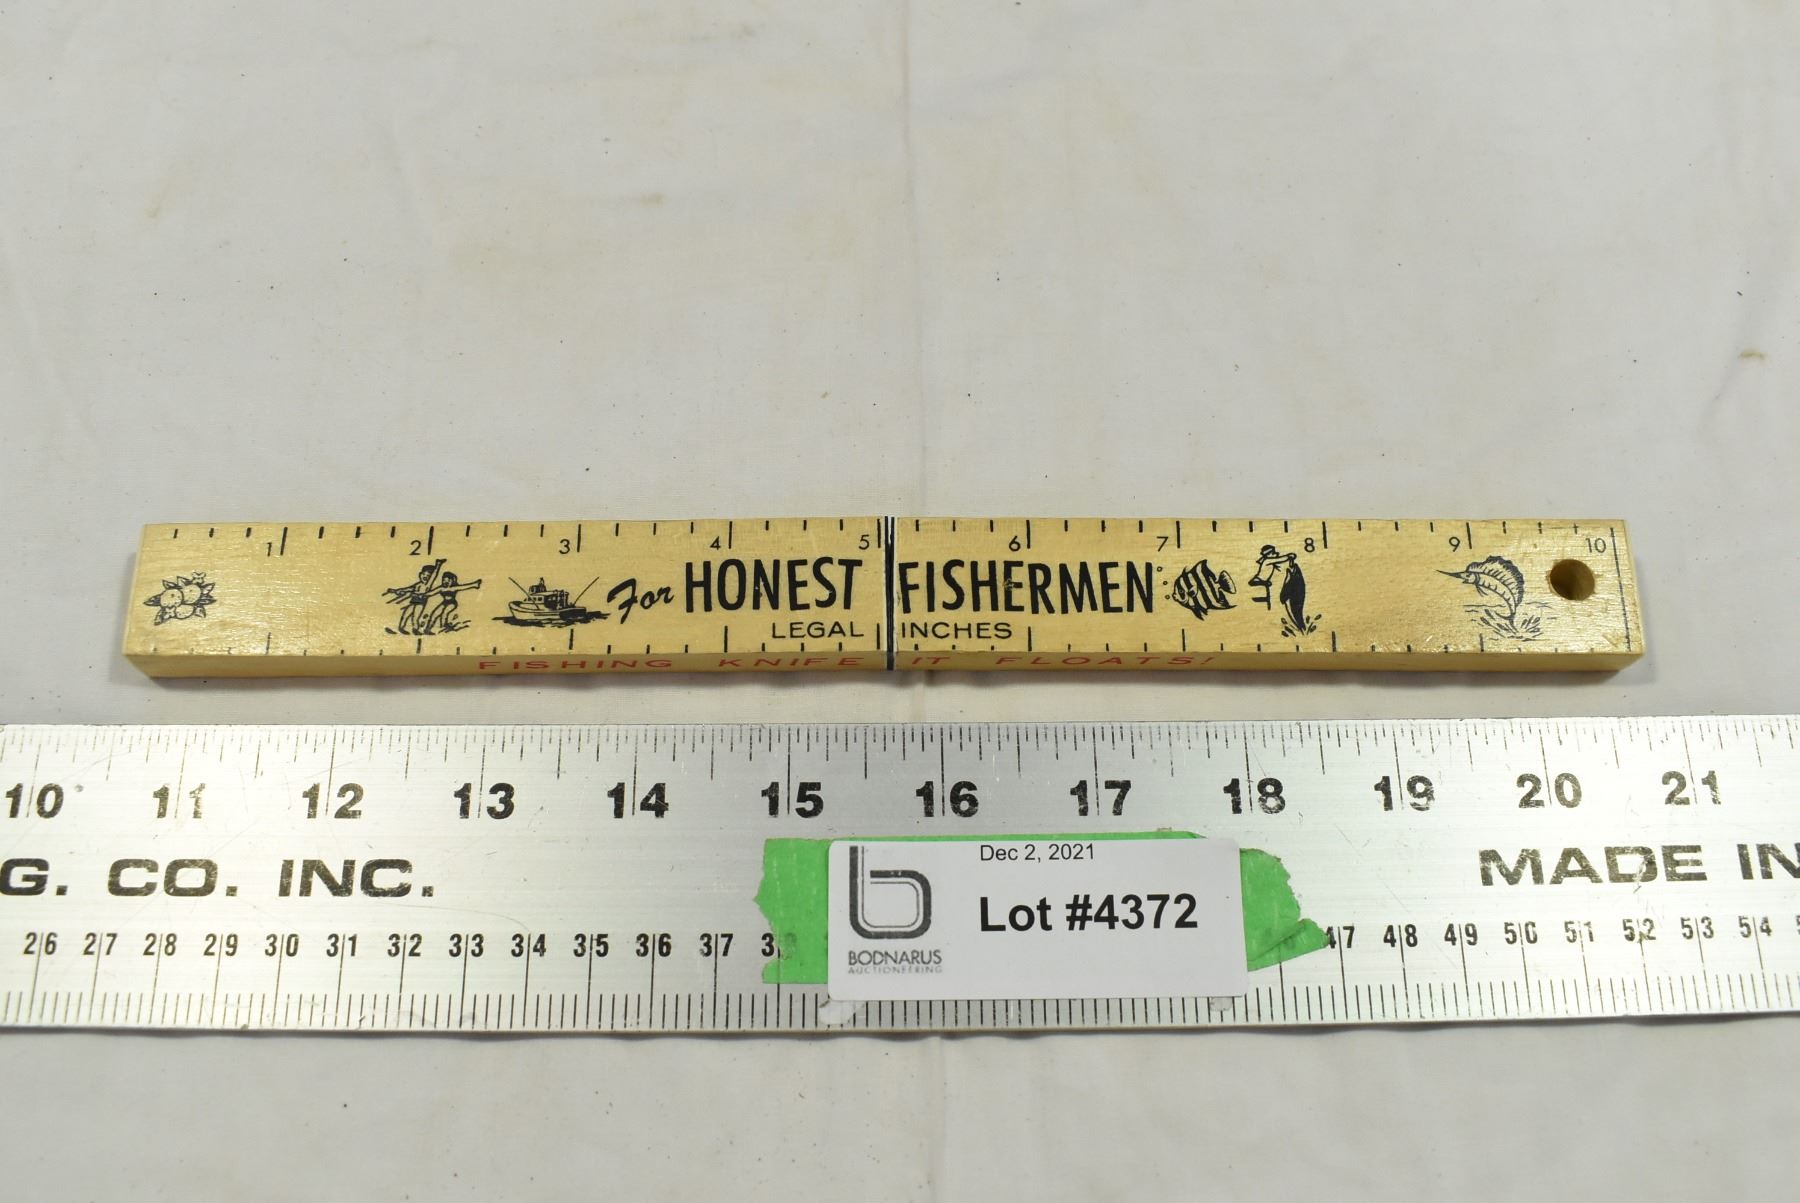 1 2 3 4 5 6 7 8 9 10
For HONEST FISHERMEN
LEGAL INCHES
FISHING KNIFE IT FLOATS!
10 11 12 13 14 15 16 17 18 19 20 21
G. CO. INC.
MADE IN
Dec 2, 2021
Lot #4372
BODNARUS
AUCTIONEERING
26 27 28 29 30 31 32 33 34 35 36 37 47 48 49 50 51 52 53 54